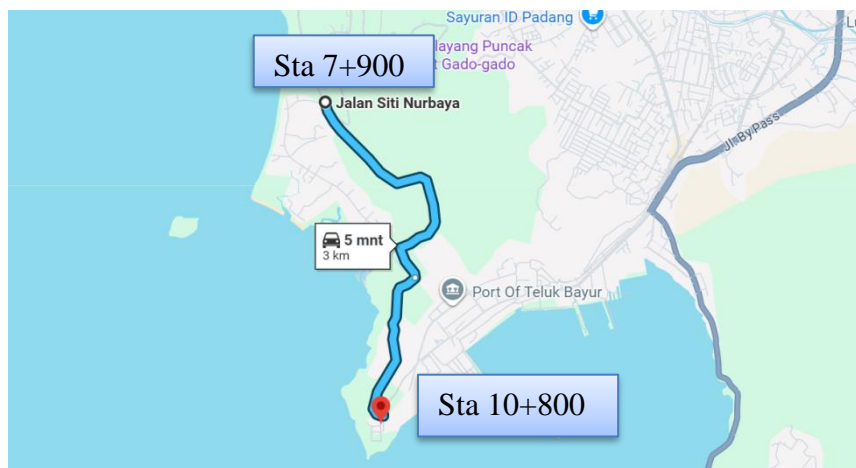 Sayuran ID Padang
Sta 7+900
layang Puncak
t Gado-gado
Jalan Siti Nurbaya
Jl. By Pass
5 mnt
3 km
Port Of Teluk Bayur
Sta 10+800